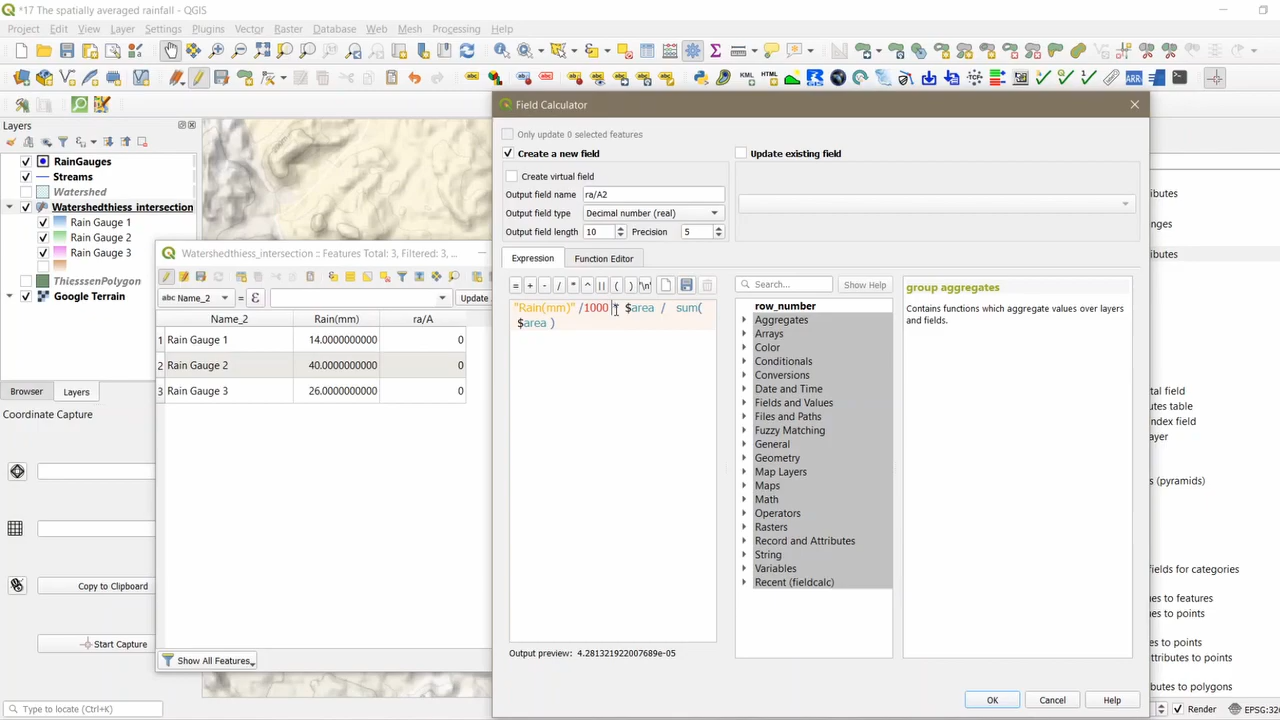 *17 The spatially averaged rainfall - QGIS
Project Edit View Layer Settings Plugins Vector Raster Database Web Mesh Processing Help
Layers
RainGauges
Streams
Watershed
Watershedthiess_intersection
Rain Gauge 1
Rain Gauge 2
Rain Gauge 3
ThiesssenPolygon
Google Terrain
Browser Layers
Coordinate Capture
Copy to Clipboard
Start Capture
Type to locate (Ctrl+K)
Watershedthiess_intersection :: Features Total: 3, Filtered: 3, ...
abc Name_2 = ε Update
Name_2 Rain(mm) ra/A
1 Rain Gauge 1 14.0000000000 0
2 Rain Gauge 2 40.0000000000 0
3 Rain Gauge 3 26.0000000000 0
Show All Features
Field Calculator
Only update 0 selected features
Create a new field
Update existing field
Create virtual field
Output field name ra/A2
Output field type Decimal number (real)
Output field length 10 Precision 5
Expression Function Editor
= + - / * ^ || ( ) '\n'
"Rain(mm)" /1000 * $area / sum(
$area )
Output preview: 4.281321922007689e-05
Search... Show Help
row_number
Aggregates
Arrays
Color
Conditionals
Conversions
Date and Time
Fields and Values
Files and Paths
Fuzzy Matching
General
Geometry
Map Layers
Maps
Math
Operators
Rasters
Record and Attributes
String
Variables
Recent (fieldcalc)
group aggregates
Contains functions which aggregate values over layers
and fields.
OK Cancel Help
ibutes
nges
ibutes
tal field
utes table
ndex field
ayer
s (pyramids)
fields for categories
ues to features
ues to points
es to points
ttributes to points
butes to polygons
Render EPSG:326